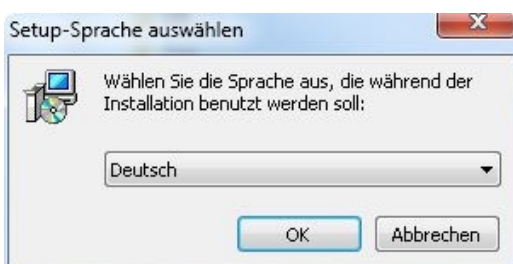 Setup-Sprache auswählen
Wählen Sie die Sprache aus, die während der
Installation benutzt werden soll:
Deutsch
OK
Abbrechen